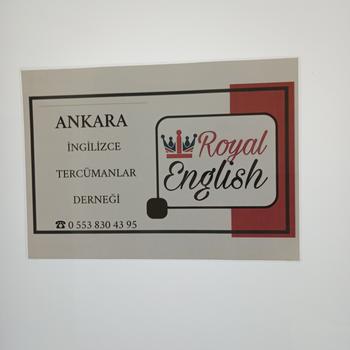 ANKARA
İNGİLİZCE
TERCÜMANLAR
DERNEĞİ
☎ 0 553 830 43 95
Royal
English